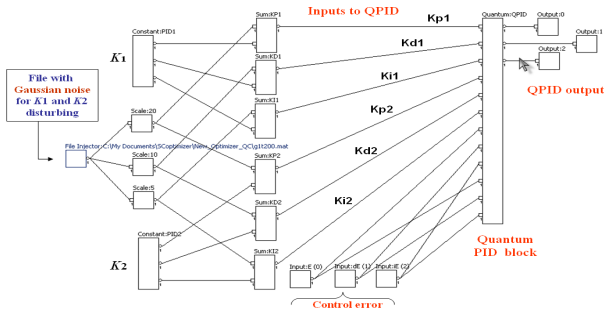 Inputs to QPID
Sum:KP1
Quantum:QPID
Output:0
Output:1
Output:2
QPID output
Constant:PID1
K1
Kp1
Sum:KD1
Kd1
File with
Gaussian noise
for K1 and K2
disturbing
Sum:KI1
Ki1
Scale:20
Kp2
File Injector:C:\My Documents\SCoptimizer\New_Optimizer_QC\g1t200.mat
Scale:10
Sum:KP2
Kd2
Scale:5
Sum:KD2
Ki2
Constant:PID2
K2
Sum:KI2
Quantum
PID block
Input:E (0)
Input:dE (1)
Input:iE (2)
Control error